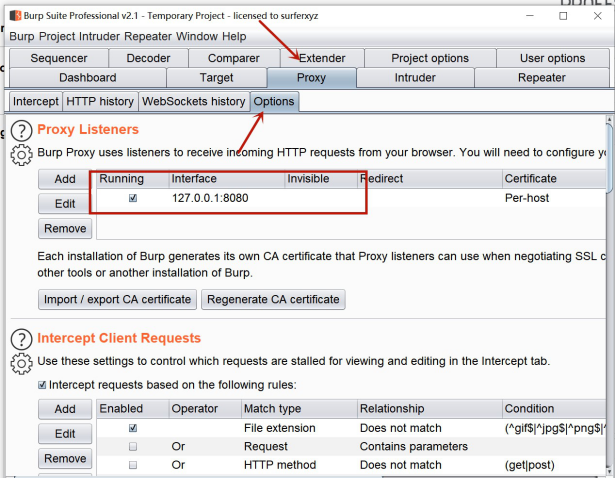 Burp Suite Professional v2.1 - Temporary Project - licensed to surferxyz
Burp Project Intruder Repeater Window Help
Sequencer Decoder Comparer Extender Project options User options
Dashboard Target Proxy Intruder Repeater
Intercept HTTP history WebSockets history Options
? Proxy Listeners
Burp Proxy uses listeners to receive incoming HTTP requests from your browser. You will need to configure
Add Running Interface Invisible Redirect Certificate
Edit 127.0.0.1:8080 Per-host
Remove
Each installation of Burp generates its own CA certificate that Proxy listeners can use when negotiating SSL c
other tools or another installation of Burp.
Import / export CA certificate Regenerate CA certificate
? Intercept Client Requests
Use these settings to control which requests are stalled for viewing and editing in the Intercept tab.
Intercept requests based on the following rules:
Add Enabled Operator Match type Relationship Condition
Edit File extension Does not match (^gif$|^jpg$|^png$|^
Remove Or Request Contains parameters
Or HTTP method Does not match (get|post)